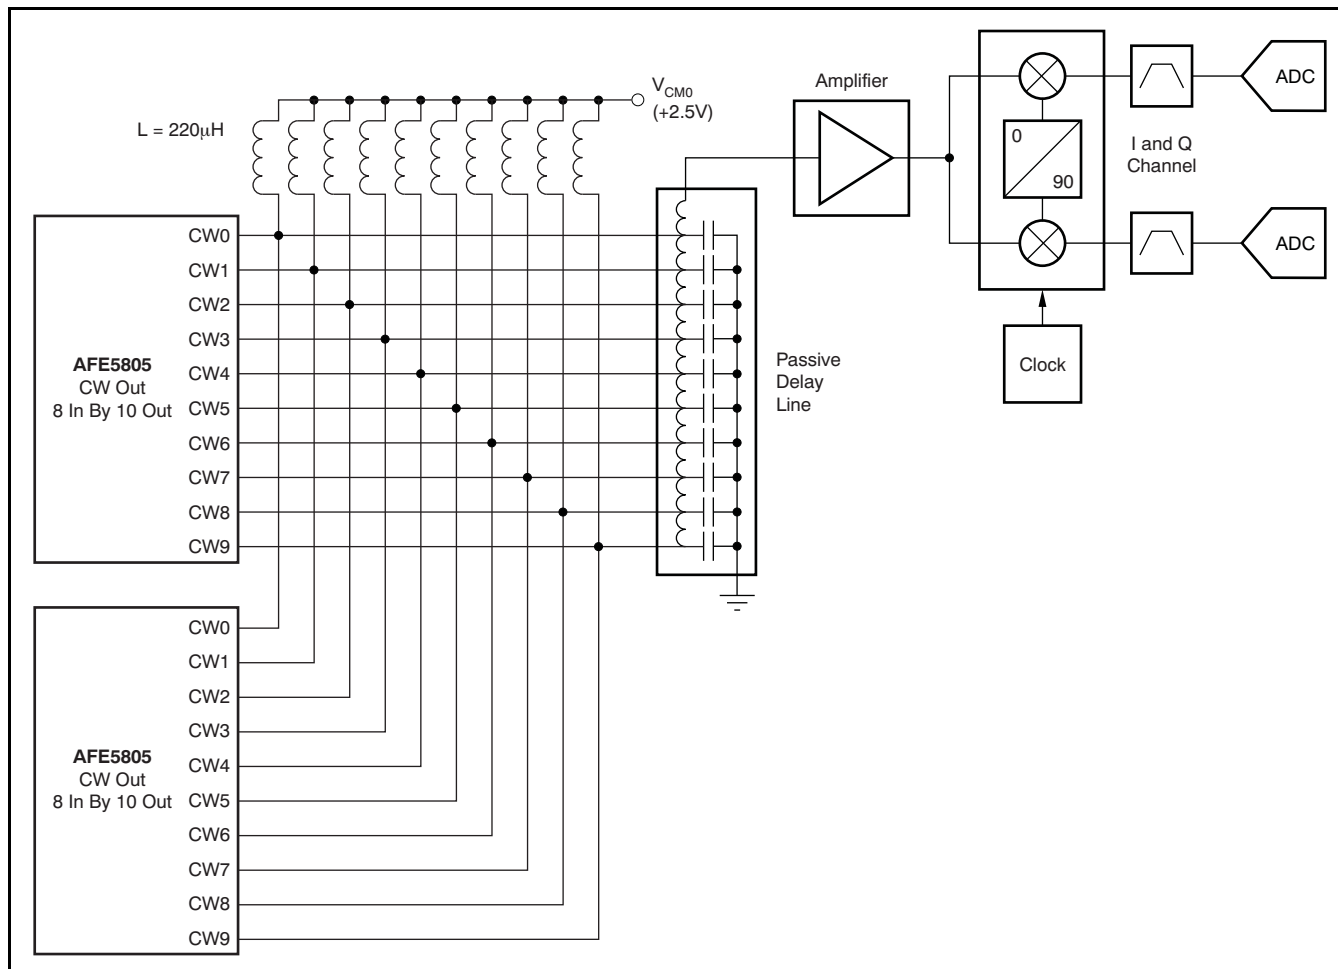 V_CM0
(+2.5V)
L = 220μH
Amplifier
ADC
0
90
I and Q
Channel
ADC
Clock
Passive
Delay
Line
AFE5805
CW Out
8 In By 10 Out
CW0
CW1
CW2
CW3
CW4
CW5
CW6
CW7
CW8
CW9
AFE5805
CW Out
8 In By 10 Out
CW0
CW1
CW2
CW3
CW4
CW5
CW6
CW7
CW8
CW9